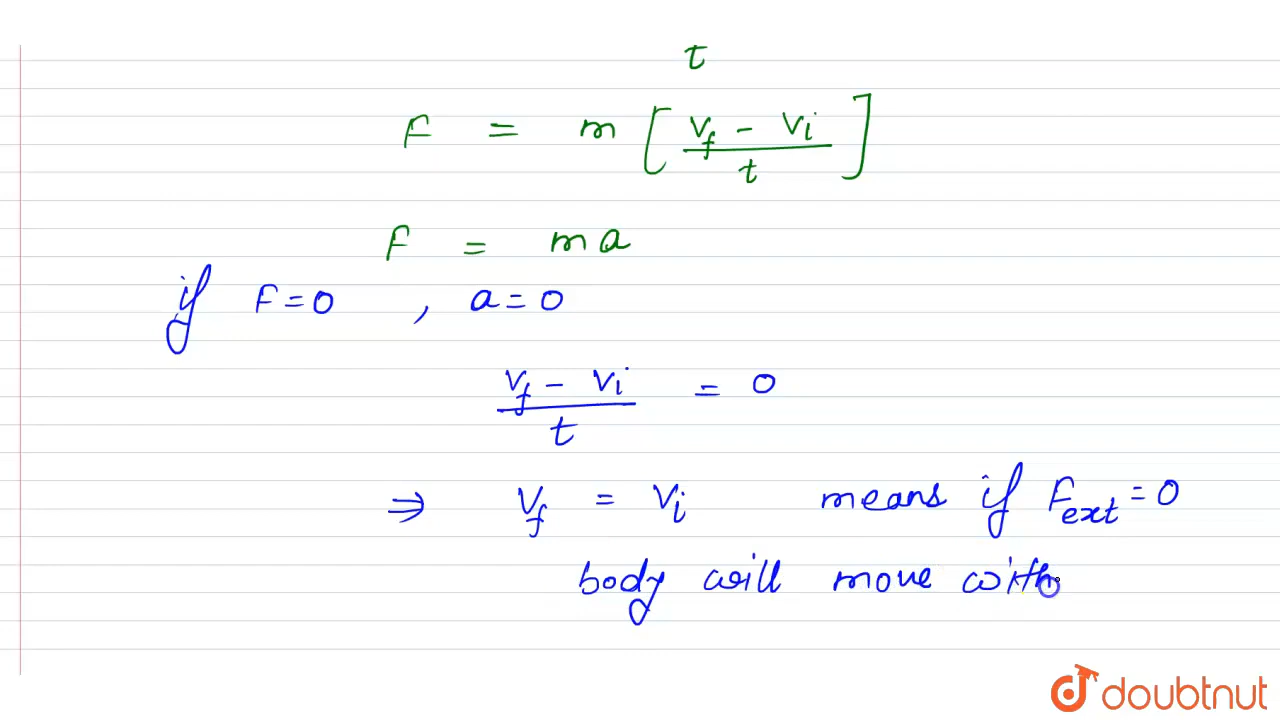 t
F = m [ (v_f - v_i) / t ]
F = ma
if F = 0 , a = 0
(v_f - v_i) / t = 0
⇒ v_f = v_i means if F_ext = 0
body will move with
doubtnut